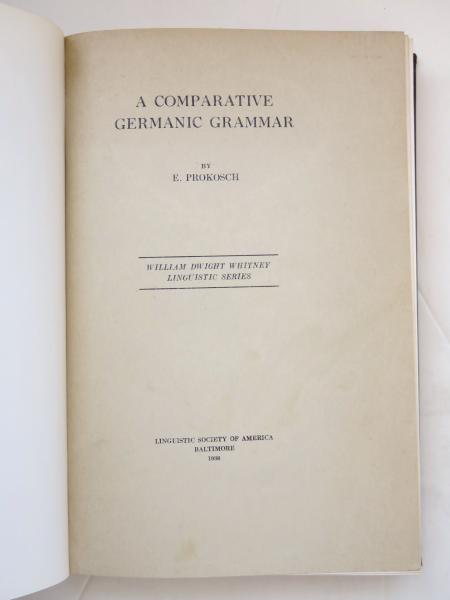 A COMPARATIVE
GERMANIC GRAMMAR
BY
E. PROKOSCH
WILLIAM DWIGHT WHITNEY
LINGUISTIC SERIES
LINGUISTIC SOCIETY OF AMERICA
BALTIMORE